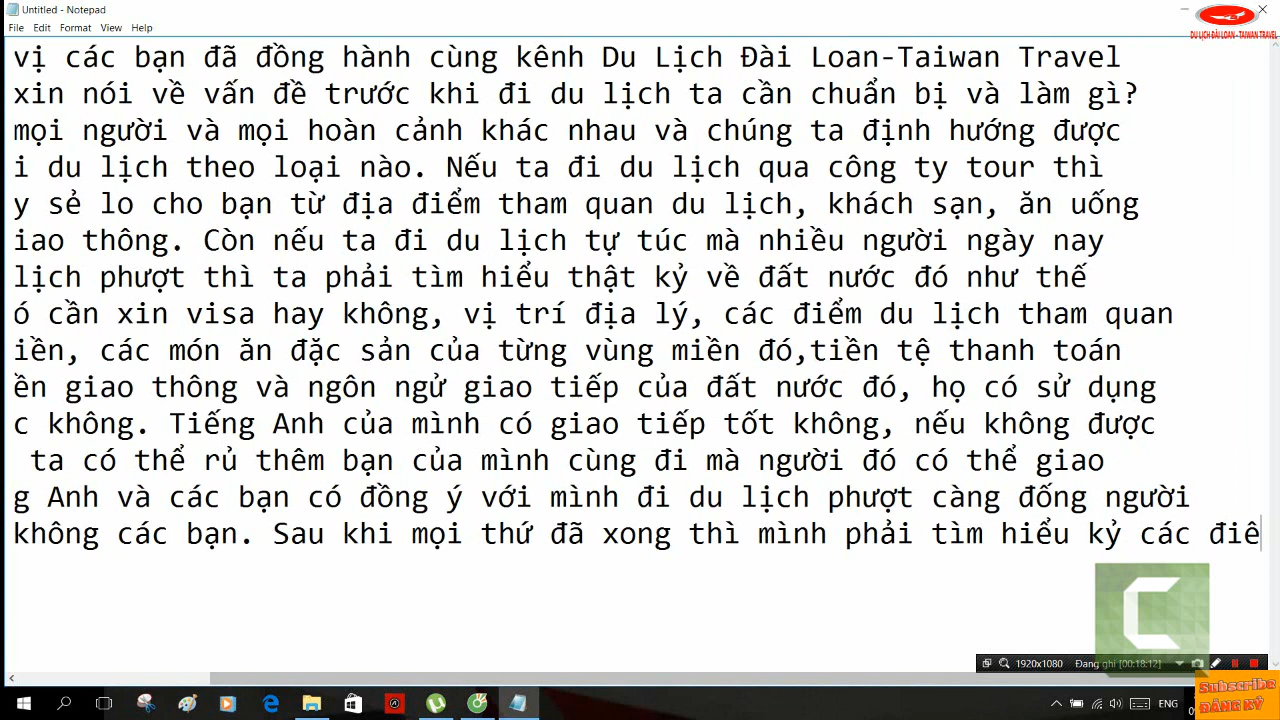 Untitled - Notepad
File Edit Format View Help
DU LỊCH ĐÀI LOAN - TAIWAN TRAVEL
vị các bạn đã đồng hành cùng kênh Du Lịch Đài Loan-Taiwan Travel
xin nói về vấn đề trước khi đi du lịch ta cần chuẩn bị và làm gì?
mọi người và mọi hoàn cảnh khác nhau và chúng ta định hướng được
i du lịch theo loại nào. Nếu ta đi du lịch qua công ty tour thì
y sẻ lo cho bạn từ địa điểm tham quan du lịch, khách sạn, ăn uống
iao thông. Còn nếu ta đi du lịch tự túc mà nhiều người ngày nay
lịch phượt thì ta phải tìm hiểu thật kỷ về đất nước đó như thế
ó cần xin visa hay không, vị trí địa lý, các điểm du lịch tham quan
iền, các món ăn đặc sản của từng vùng miền đó,tiền tệ thanh toán
ền giao thông và ngôn ngử giao tiếp của đất nước đó, họ có sử dụng
c không. Tiếng Anh của mình có giao tiếp tốt không, nếu không được
ta có thể rủ thêm bạn của mình cùng đi mà người đó có thể giao
g Anh và các bạn có đồng ý với mình đi du lịch phượt càng đống người
không các bạn. Sau khi mọi thứ đã xong thì mình phải tìm hiểu kỷ các điê
1920x1080 Đang ghi [00:18:12]
ENG
Subscribe
ĐĂNG KÝ